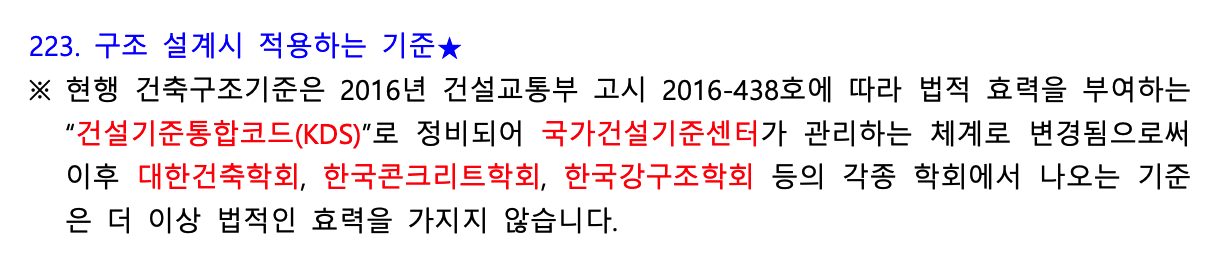 223. 구조 설계시 적용하는 기준★
※ 현행 건축구조기준은 2016년 건설교통부 고시 2016-438호에 따라 법적 효력을 부여하는
“건설기준통합코드(KDS)”로 정비되어 국가건설기준센터가 관리하는 체계로 변경됨으로써
이후 대한건축학회, 한국콘크리트학회, 한국강구조학회 등의 각종 학회에서 나오는 기준
은 더 이상 법적인 효력을 가지지 않습니다.